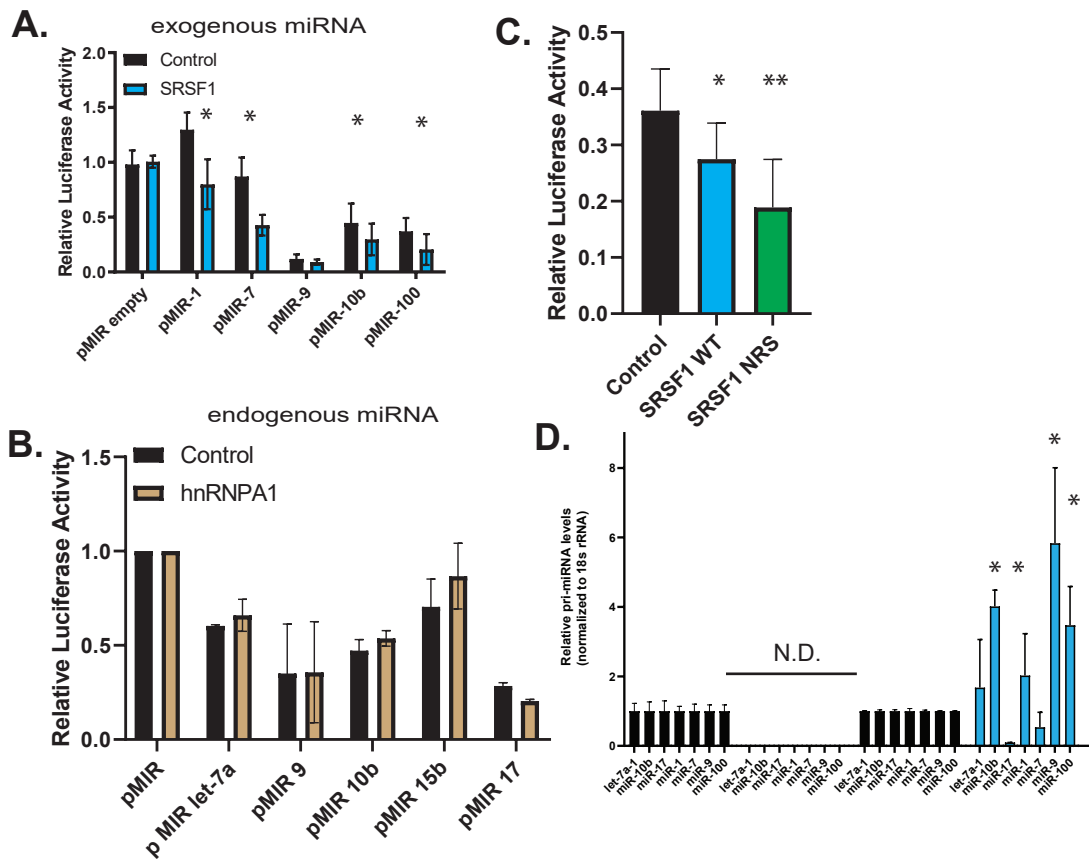 A.
exogenous miRNA
Relative Luciferase Activity
2.0
1.5
1.0
0.5
0.0
Control
SRSF1
*
*
*
*
pMIR empty
pMIR-1
pMIR-7
pMIR-9
pMIR-10b
pMIR-100
C.
Relative Luciferase Activity
0.5
0.4
0.3
0.2
0.1
0.0
*
**
Control
SRSF1 WT
SRSF1 NRS
endogenous miRNA
B.
Relative Luciferase Activity
1.5
1.0
0.5
0.0
Control
hnRNPA1
pMIR
p MIR let-7a
pMIR 9
pMIR 10b
pMIR 15b
pMIR 17
D.
Relative pri-miRNA levels
(normalized to 18s rRNA)
8
6
4
2
0
N.D.
*
*
*
*
let-7a-1
miR-10b
miR-17
miR-1
miR-7
miR-9
miR-100
let-7a-1
miR-10b
miR-17
miR-1
miR-7
miR-9
miR-100
let-7a-1
miR-10b
miR-17
miR-1
miR-7
miR-9
miR-100
let-7a-1
miR-10b
miR-17
miR-1
miR-7
miR-9
miR-100